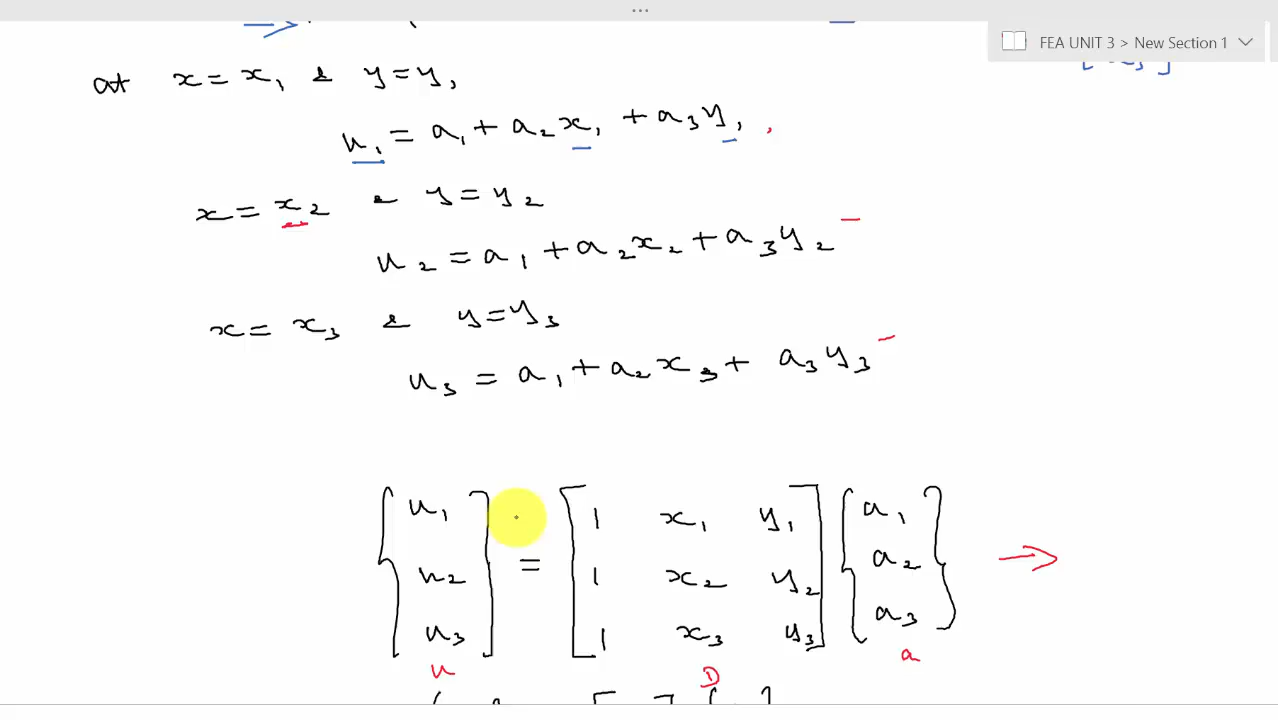 FEA UNIT 3 > New Section 1
at x = x₁ & y = y₁
u₁ = a₁ + a₂x₁ + a₃y₁,
x = x₂ & y = y₂
u₂ = a₁ + a₂x₂ + a₃y₂
x = x₃ & y = y₃
u₃ = a₁ + a₂x₃ + a₃y₃
{u₁ [1 x₁ y₁] {a₁}
u₂ = 1 x₂ y₂ a₂ →
u₃] 1 x₃ y₃ a₃
u D a